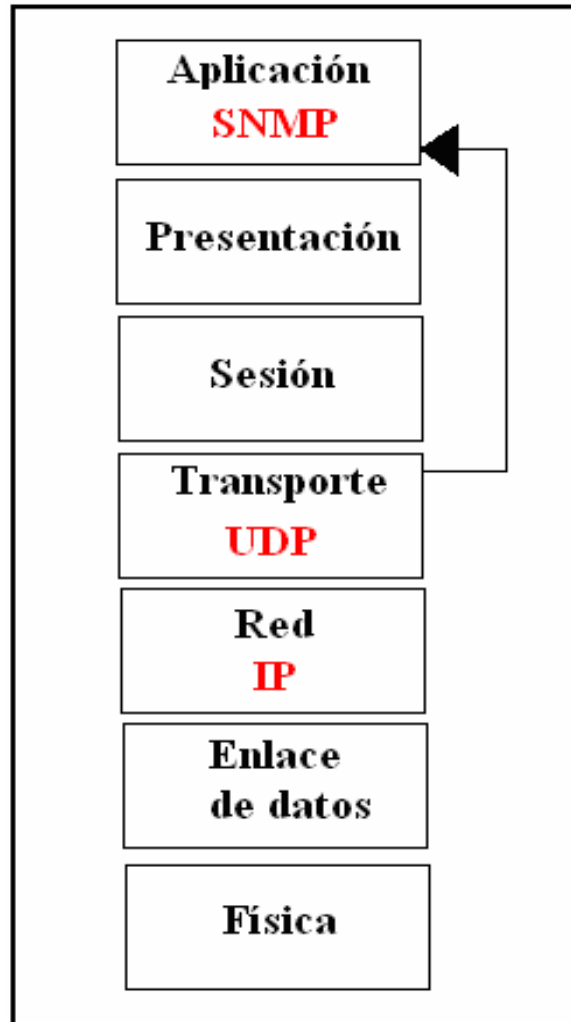 Aplicación
SNMP
Presentación
Sesión
Transporte
UDP
Red
IP
Enlace
de datos
Física